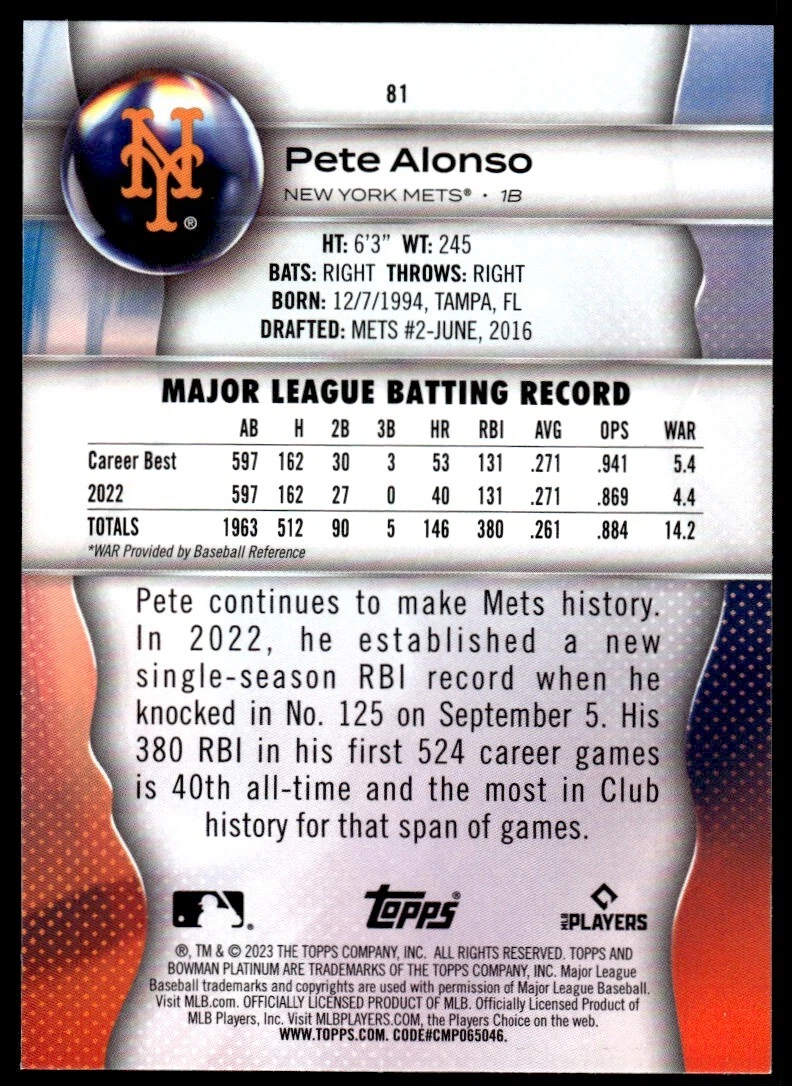 81
NY
®
Pete Alonso
NEW YORK METS® • 1B
HT: 6'3" WT: 245
BATS: RIGHT THROWS: RIGHT
BORN: 12/7/1994, TAMPA, FL
DRAFTED: METS #2-JUNE, 2016
MAJOR LEAGUE BATTING RECORD
AB H 2B 3B HR RBI AVG OPS WAR
Career Best 597 162 30 3 53 131 .271 .941 5.4
2022 597 162 27 0 40 131 .271 .869 4.4
TOTALS 1963 512 90 5 146 380 .261 .884 14.2
*WAR Provided by Baseball Reference
Pete continues to make Mets history.
In 2022, he established a new
single-season RBI record when he
knocked in No. 125 on September 5. His
380 RBI in his first 524 career games
is 40th all-time and the most in Club
history for that span of games.
Topps® MLB PLAYERS
®, TM & © 2023 THE TOPPS COMPANY, INC. ALL RIGHTS RESERVED. TOPPS AND
BOWMAN PLATINUM ARE TRADEMARKS OF THE TOPPS COMPANY, INC. Major League
Baseball trademarks and copyrights are used with permission of Major League Baseball.
Visit MLB.com. OFFICIALLY LICENSED PRODUCT OF MLB. Officially Licensed Product of
MLB Players, Inc. Visit MLBPLAYERS.COM, the Players Choice on the web.
WWW.TOPPS.COM. CODE#CMP065046.